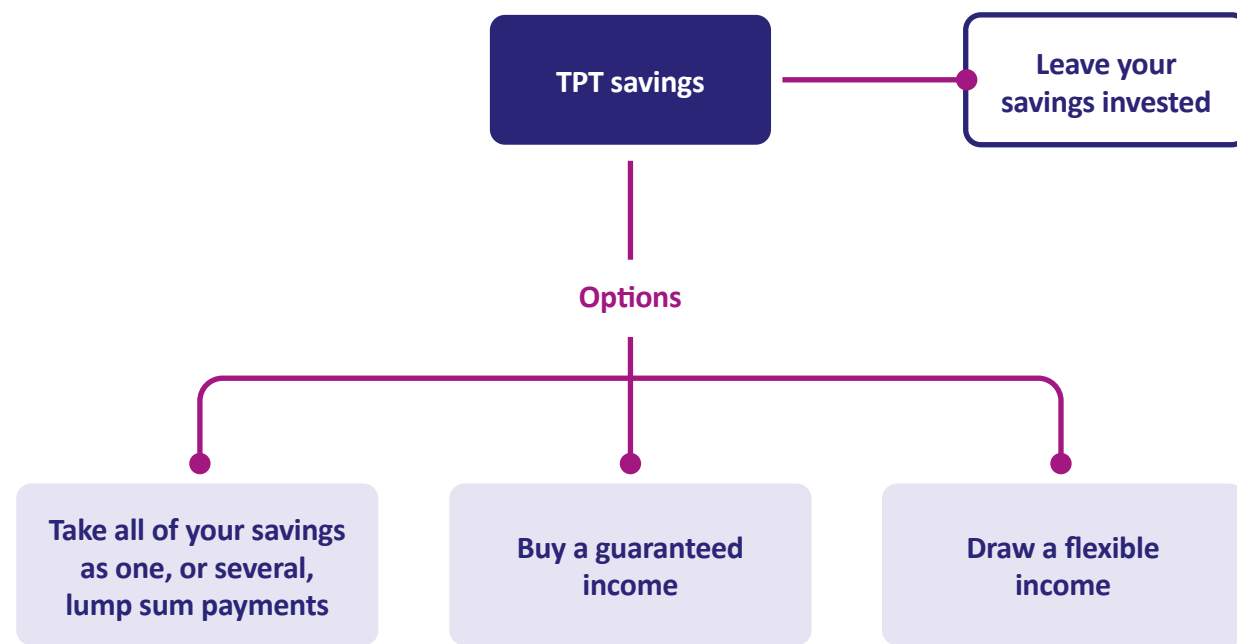 TPT savings
Leave your
savings invested
Options
Take all of your savings
as one, or several,
lump sum payments
Buy a guaranteed
income
Draw a flexible
income